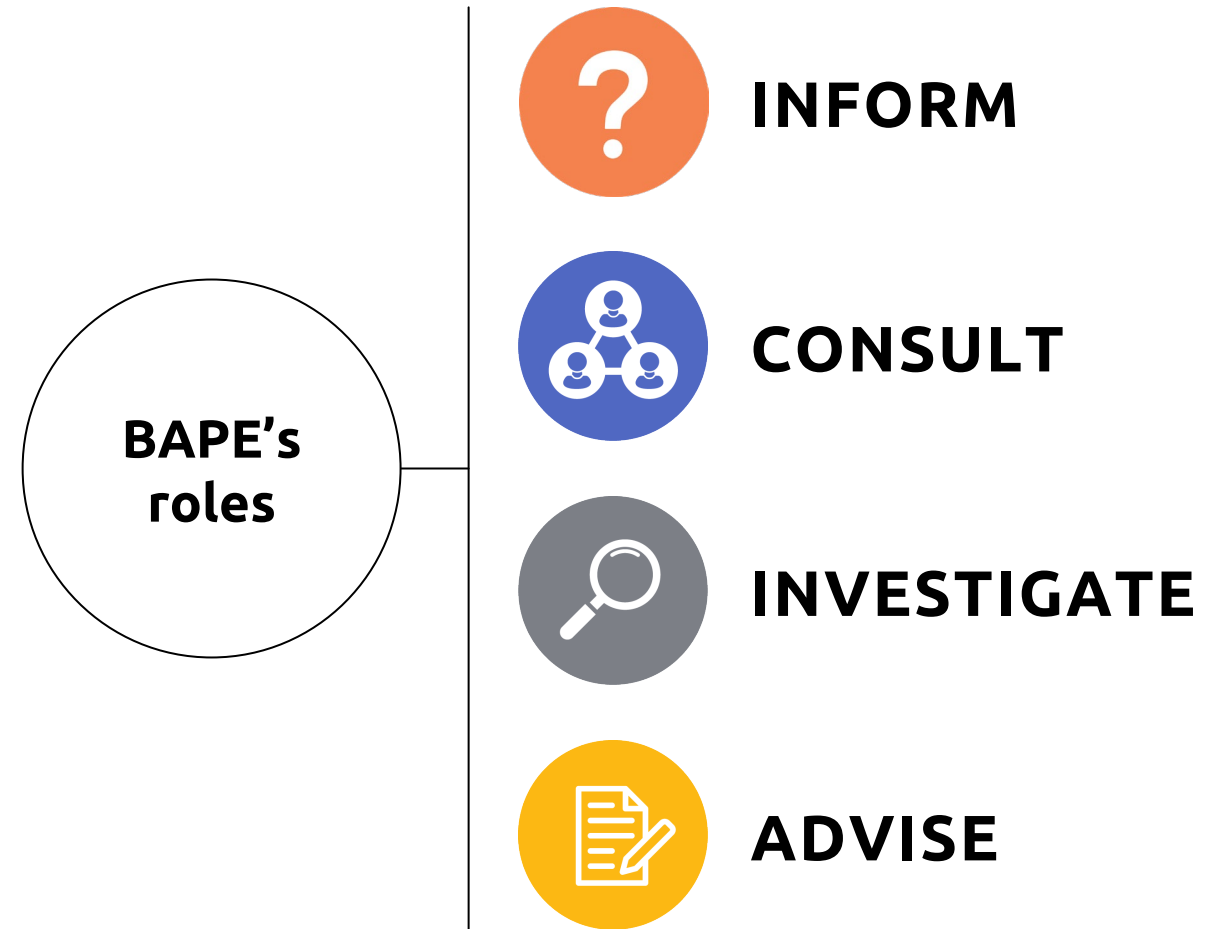 INFORM
CONSULT
BAPE’s
roles
INVESTIGATE
ADVISE